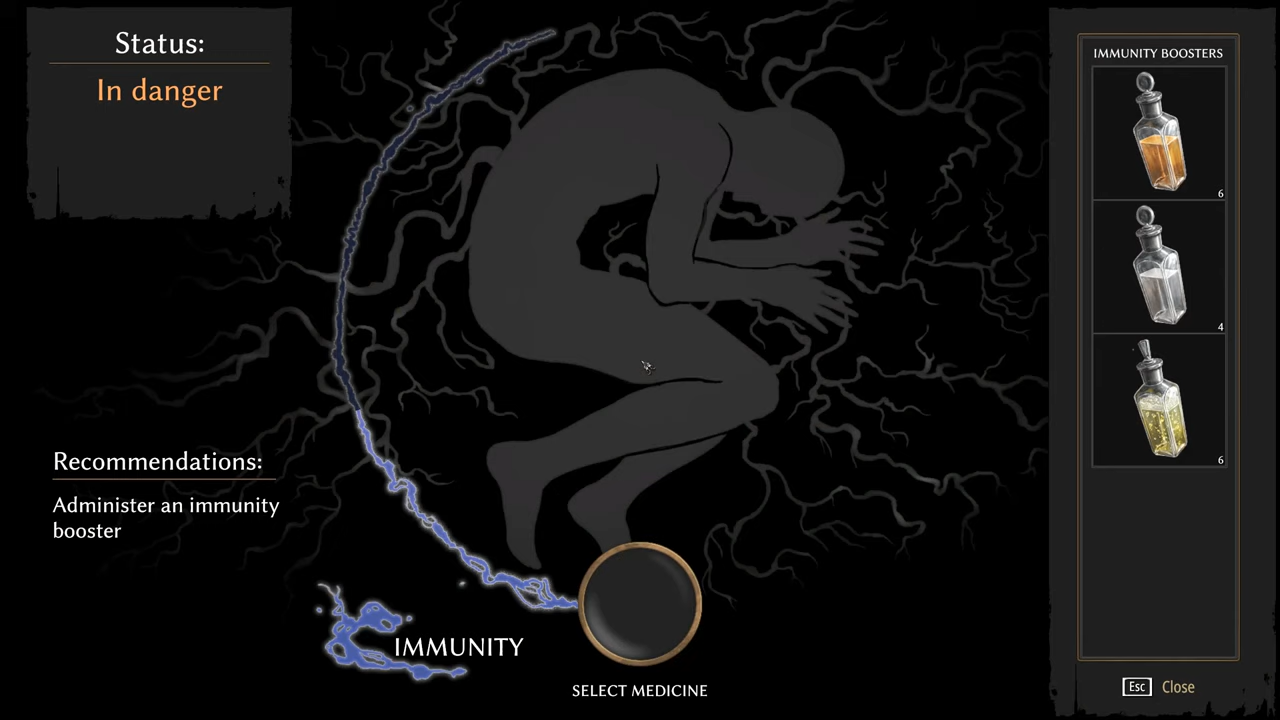 Status:
In danger
IMMUNITY BOOSTERS
6
4
6
Recommendations:
Administer an immunity
booster
IMMUNITY
SELECT MEDICINE
Esc Close